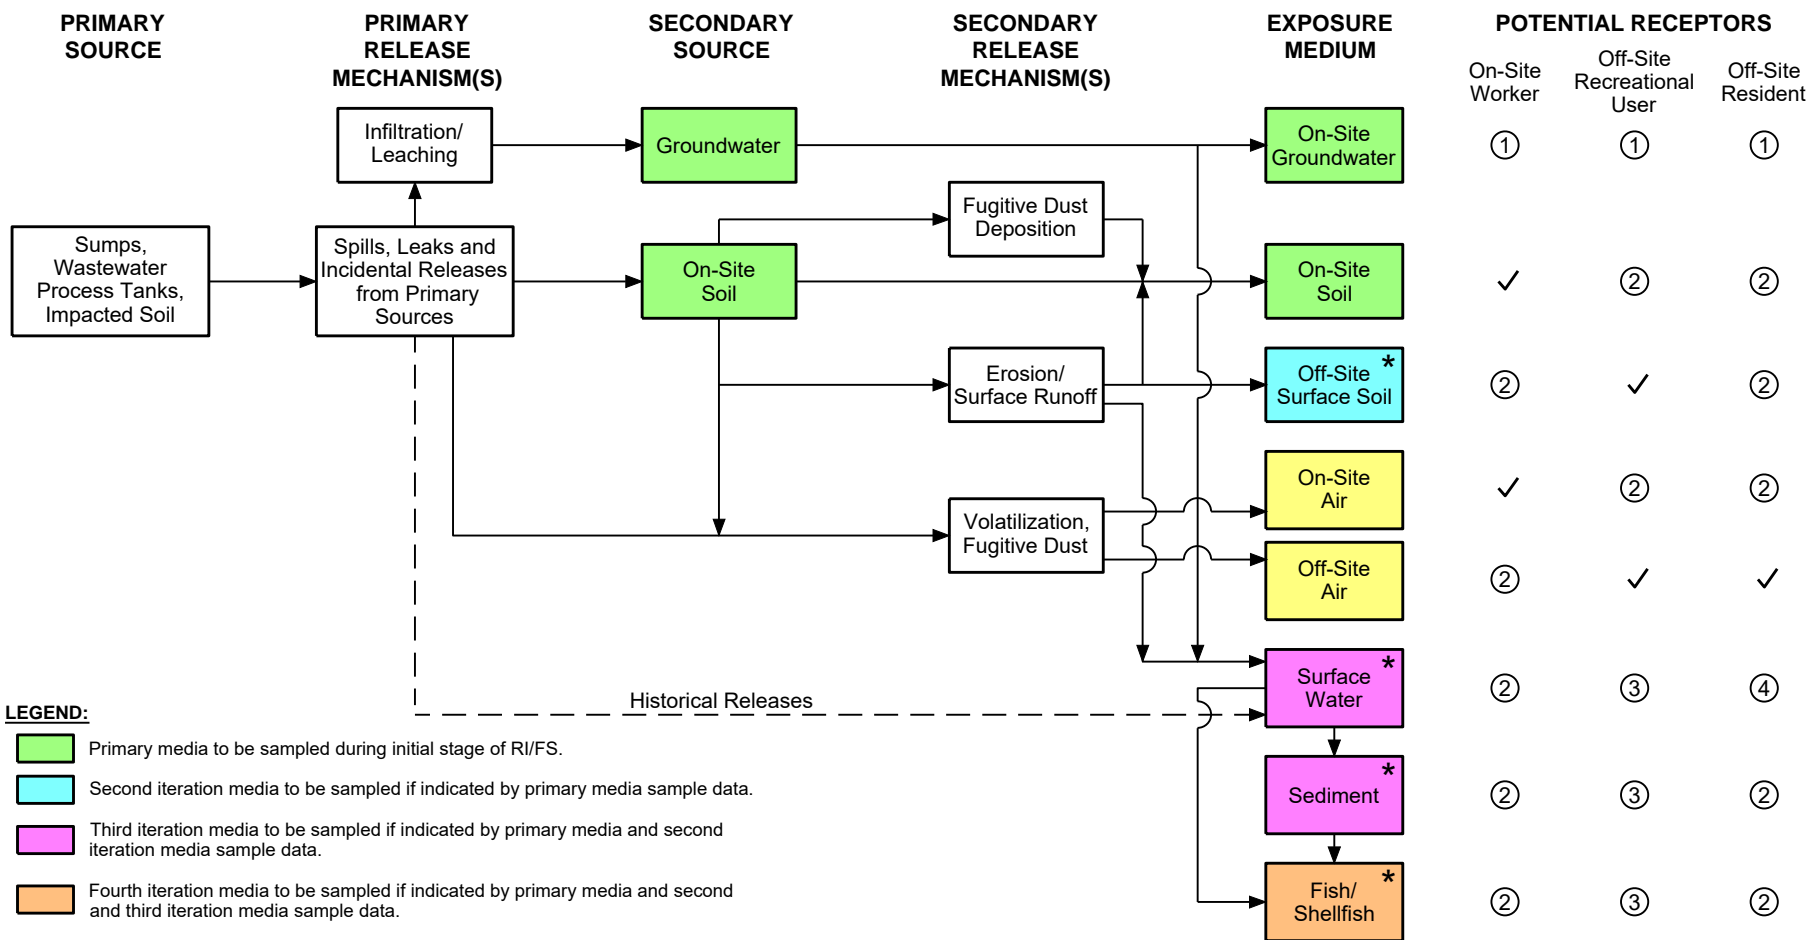 PRIMARY
SOURCE
PRIMARY
RELEASE
MECHANISM(S)
SECONDARY
SOURCE
SECONDARY
RELEASE
MECHANISM(S)
EXPOSURE
MEDIUM
POTENTIAL RECEPTORS
On-Site
Worker
Off-Site
Recreational
User
Off-Site
Resident
Infiltration/
Leaching
Groundwater
On-Site
Groundwater
1
1
1
Fugitive Dust
Deposition
Sumps,
Wastewater
Process Tanks,
Impacted Soil
Spills, Leaks and
Incidental Releases
from Primary
Sources
On-Site
Soil
On-Site
Soil
✓
2
2
Erosion/
Surface Runoff
Off-Site *
Surface Soil
2
✓
2
On-Site
Air
✓
2
2
Volatilization,
Fugitive Dust
Off-Site
Air
2
✓
✓
Surface *
Water
2
3
4
Historical Releases
Sediment *
2
3
2
Fish/ *
Shellfish
2
3
2
LEGEND:
Primary media to be sampled during initial stage of RI/FS.
Second iteration media to be sampled if indicated by primary media sample data.
Third iteration media to be sampled if indicated by primary media and second
iteration media sample data.
Fourth iteration media to be sampled if indicated by primary media and second
and third iteration media sample data.